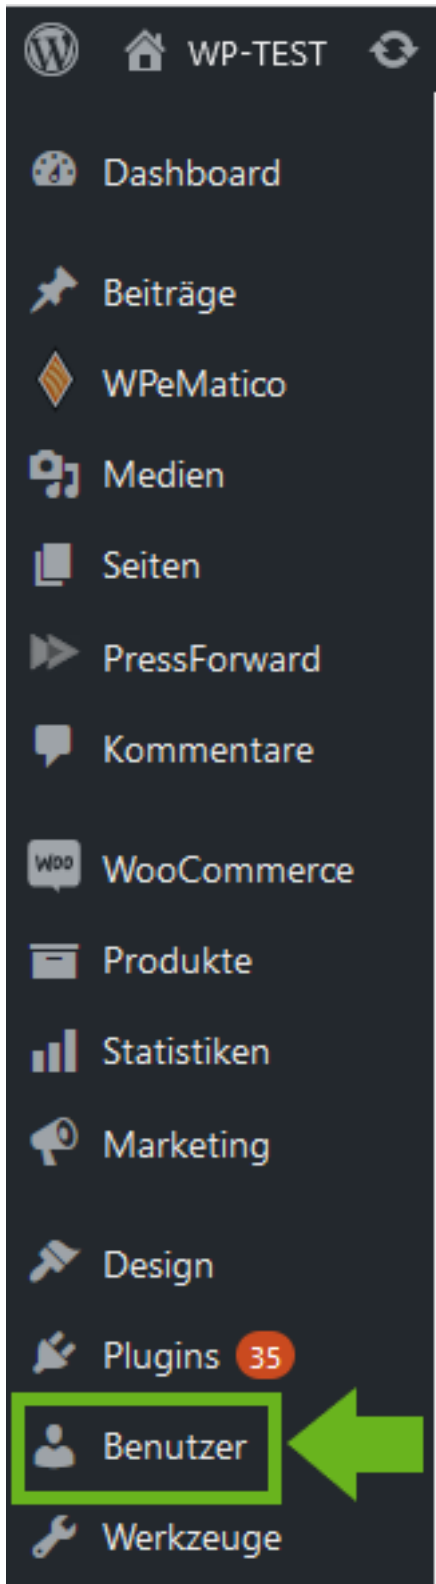 WP-TEST
Dashboard
Beiträge
WPeMatico
Medien
Seiten
PressForward
Kommentare
Woo WooCommerce
Produkte
Statistiken
Marketing
Design
Plugins 35
Benutzer
Werkzeuge